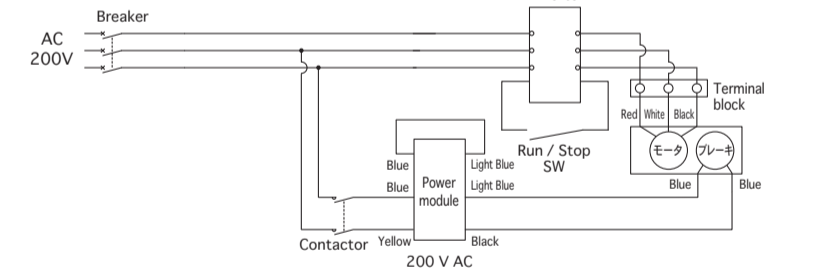 Breaker
AC
200V
Terminal
block
Red White Black
モータ ブレーキ
Run / Stop
SW
Blue Light Blue
Blue Power Light Blue
module
Blue Blue
Contactor Yellow Black
200 V AC